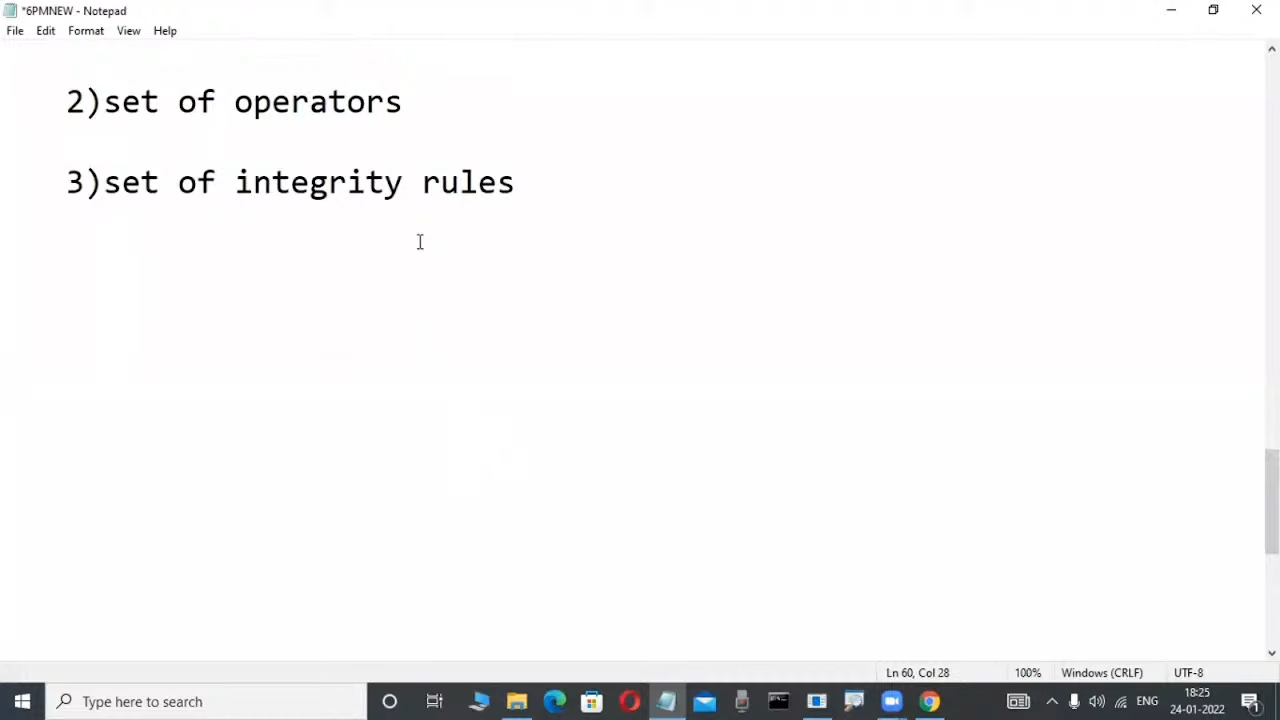 *6PMNEW - Notepad
File Edit Format View Help
2)set of operators
3)set of integrity rules
Ln 60, Col 28 100% Windows (CRLF) UTF-8
Type here to search
ENG
18:25
24-01-2022
1